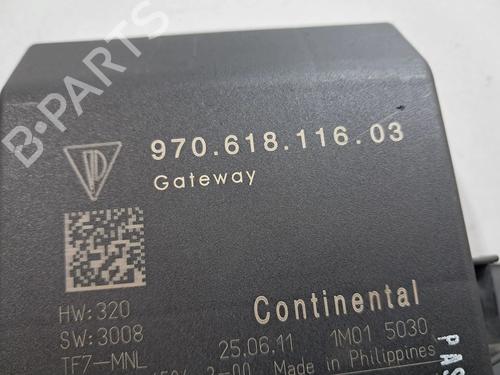 B-PARTS
970.618.116.03
Gateway
HW:320
SW:3008
TF7-MNL
Continental
25.06.11 1M01 5030
Made in Philippines
PAS